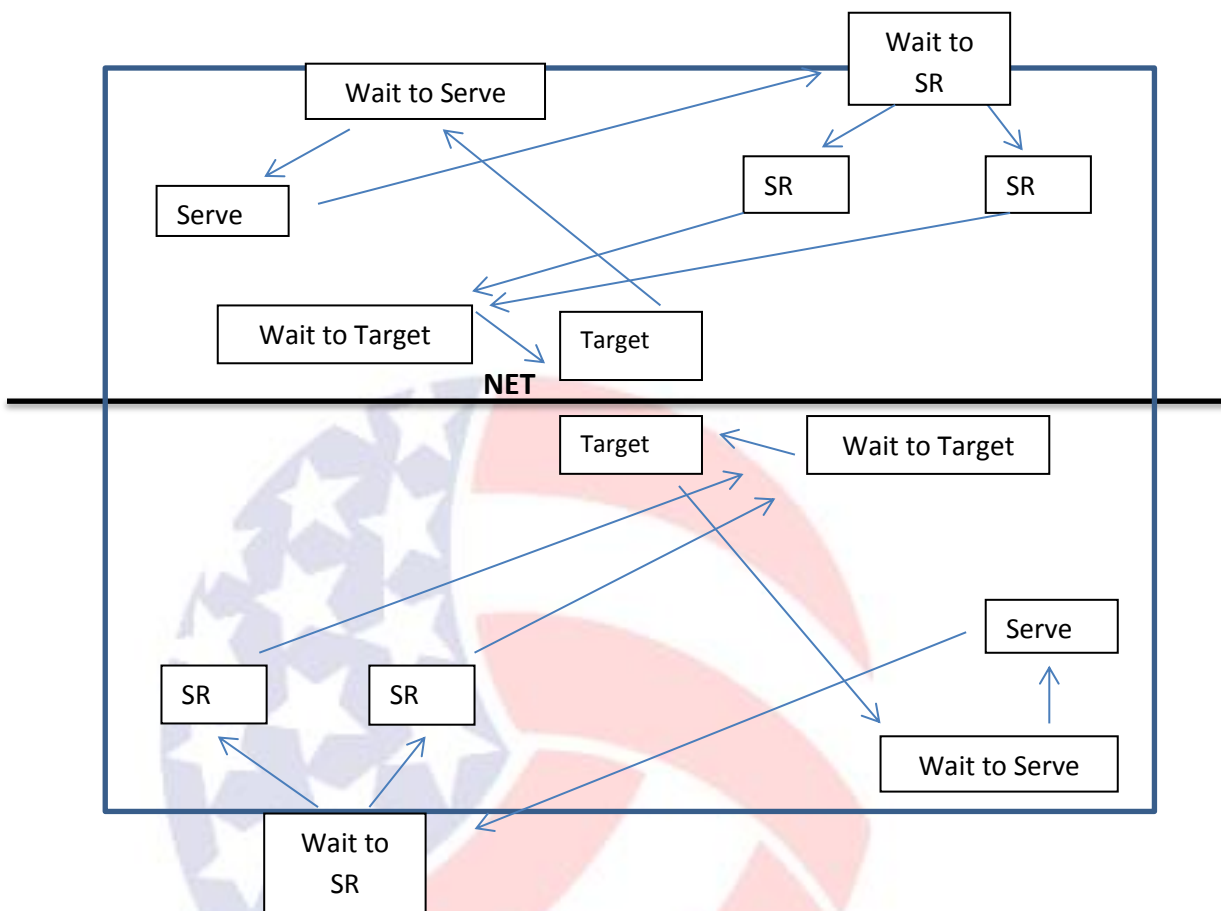 Wait to
SR
Wait to Serve
SR
SR
Serve
Wait to Target
Target
NET
Target
Wait to Target
Serve
SR
SR
Wait to Serve
Wait to
SR